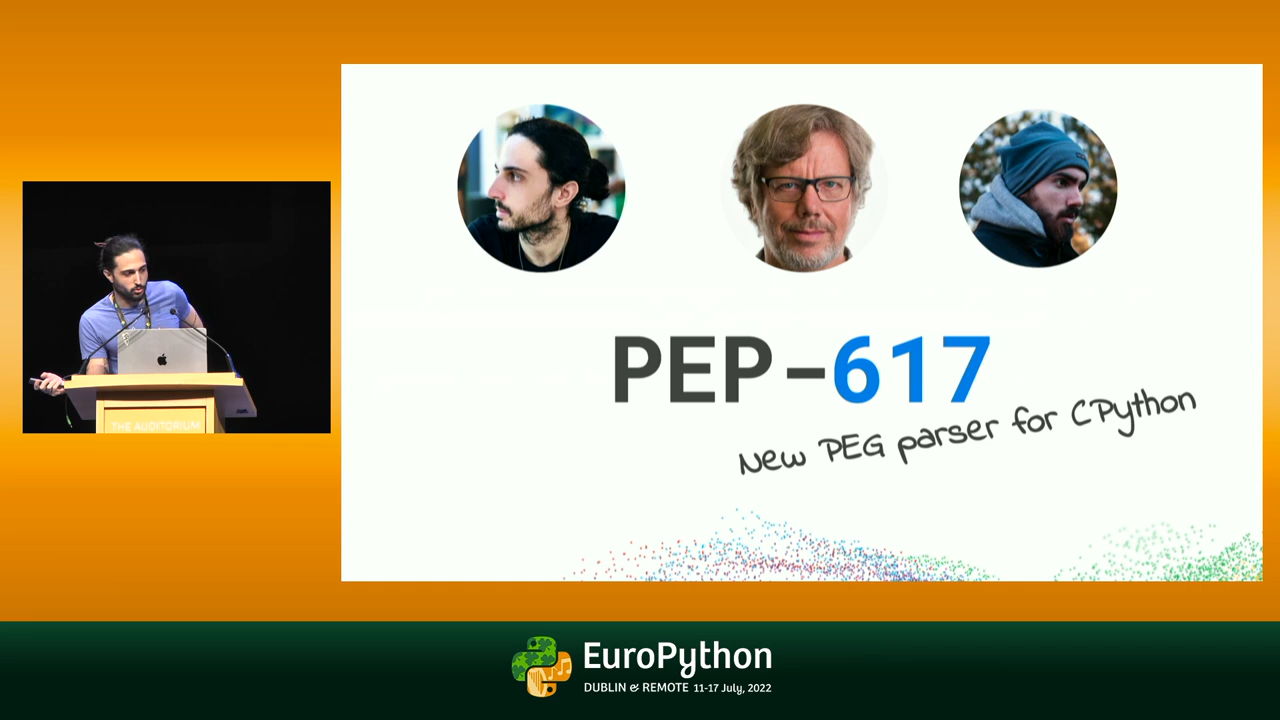 PEP-617
New PEG parser for CPython
THE AUDITORIUM
EuroPython
DUBLIN & REMOTE 11-17 July, 2022